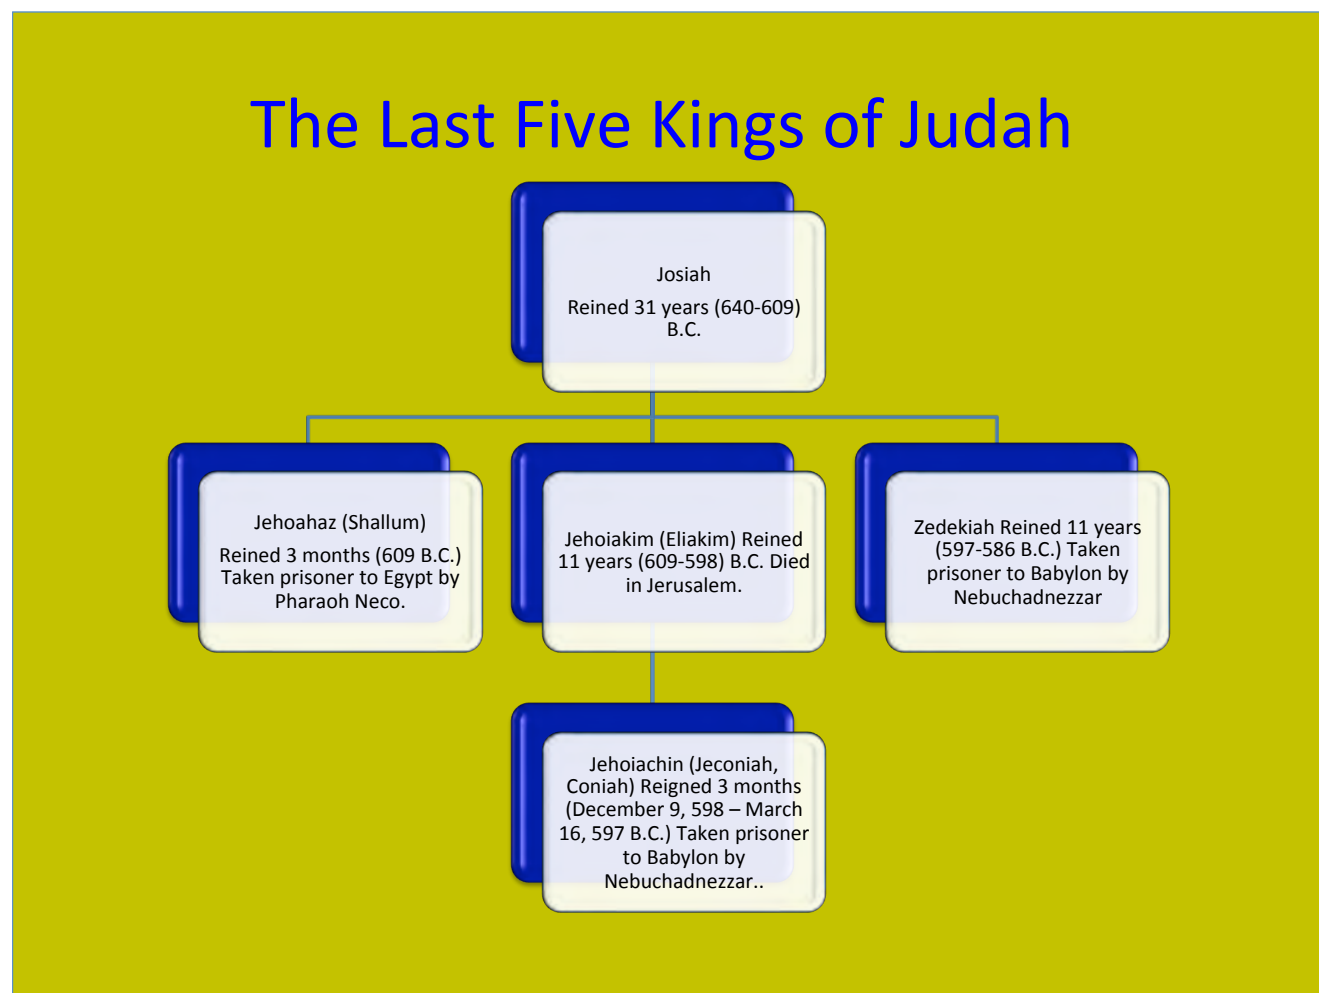 The Last Five Kings of Judah
Josiah
Reined 31 years (640-609)
B.C.
Jehoahaz (Shallum)
Reined 3 months (609 B.C.)
Taken prisoner to Egypt by
Pharaoh Neco.
Jehoiakim (Eliakim) Reined
11 years (609-598) B.C. Died
in Jerusalem.
Zedekiah Reined 11 years
(597-586 B.C.) Taken
prisoner to Babylon by
Nebuchadnezzar
Jehoiachin (Jeconiah,
Coniah) Reigned 3 months
(December 9, 598 – March
16, 597 B.C.) Taken prisoner
to Babylon by
Nebuchadnezzar..